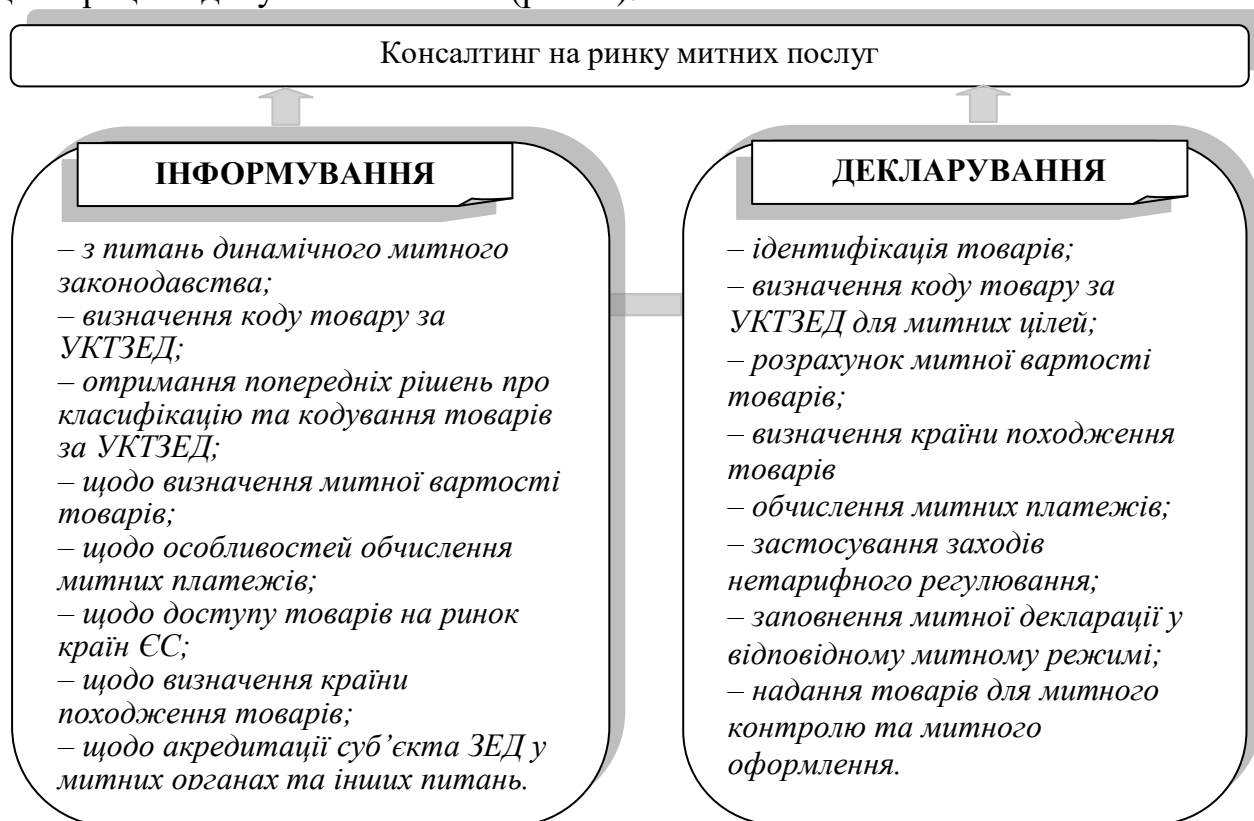 Консалтинг на ринку митних послуг
ІНФОРМУВАННЯ
– з питань динамічного митного
законодавства;
– визначення коду товару за
УКТЗЕД;
– отримання попередніх рішень про
класифікацію та кодування товарів
за УКТЗЕД;
– щодо визначення митної вартості
товарів;
– щодо особливостей обчислення
митних платежів;
– щодо доступу товарів на ринок
країн ЄС;
– щодо визначення країни
походження товарів;
– щодо акредитації суб’єкта ЗЕД у
митних органах та інших питань.
ДЕКЛАРУВАННЯ
– ідентифікація товарів;
– визначення коду товару за
УКТЗЕД для митних цілей;
– розрахунок митної вартості
товарів;
– визначення країни походження
товарів
– обчислення митних платежів;
– застосування заходів
нетарифного регулювання;
– заповнення митної декларації у
відповідному митному режимі;
– надання товарів для митного
контролю та митного
оформлення.